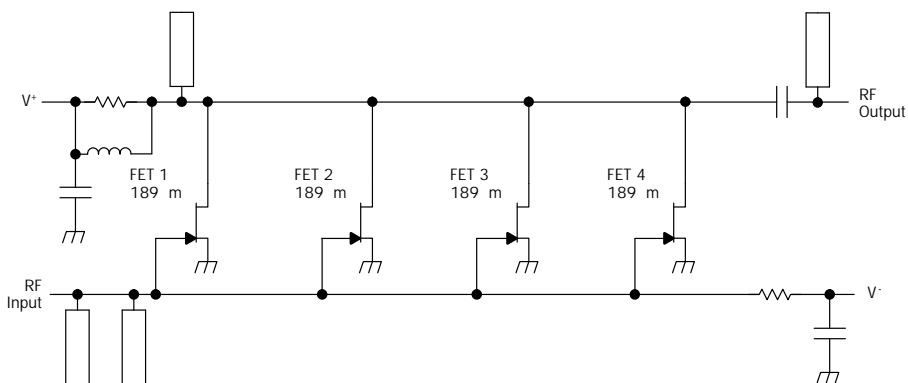 V+
RF
Output
FET 1
189 m
FET 2
189 m
FET 3
189 m
FET 4
189 m
RF
Input
V-